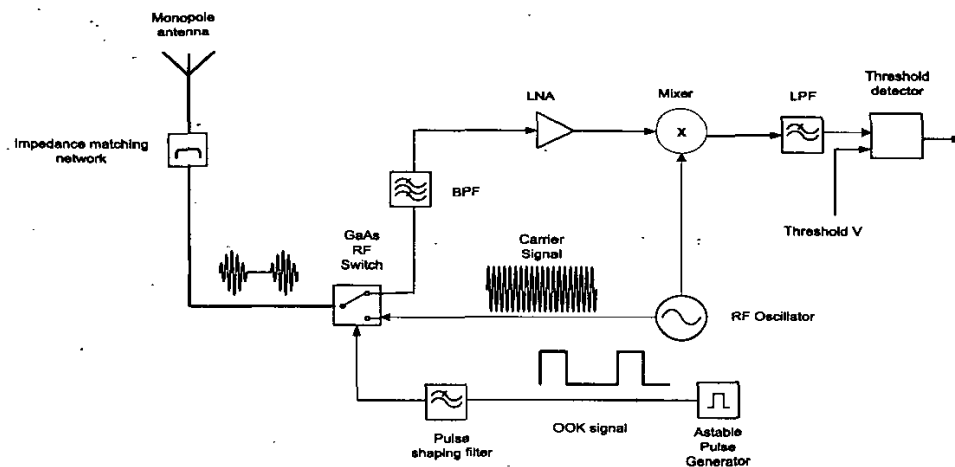 Monopole
antenna
Impedance matching
network
GaAs
RF
Switch
BPF
LNA
Mixer
X
LPF
Threshold
detector
Threshold V
Carrier
Signal
RF Oscillator
Pulse
shaping filter
OOK signal
Astable
Pulse
Generator